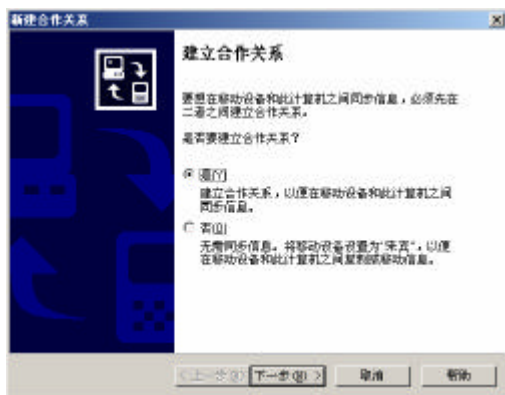 新建合作关系
建立合作关系
要想在移动设备和此计算机之间同步信息，必须先在
二者之间建立合作关系。
是否要建立合作关系？
是(Y)
建立合作关系，以便在移动设备和此计算机之间
同步信息。
否(O)
无需同步信息。将移动设备设置为“来宾”，以便
在移动设备和此计算机之间复制或移动信息。
<上一步(B) 下一步(N) > 取消 帮助